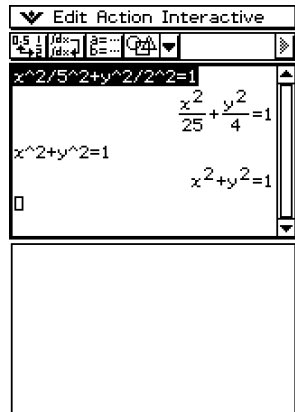 Edit Action Interactive
x^2/5^2+y^2/2^2=1
x²/25+y²/4=1
x^2+y^2=1
x²+y²=1